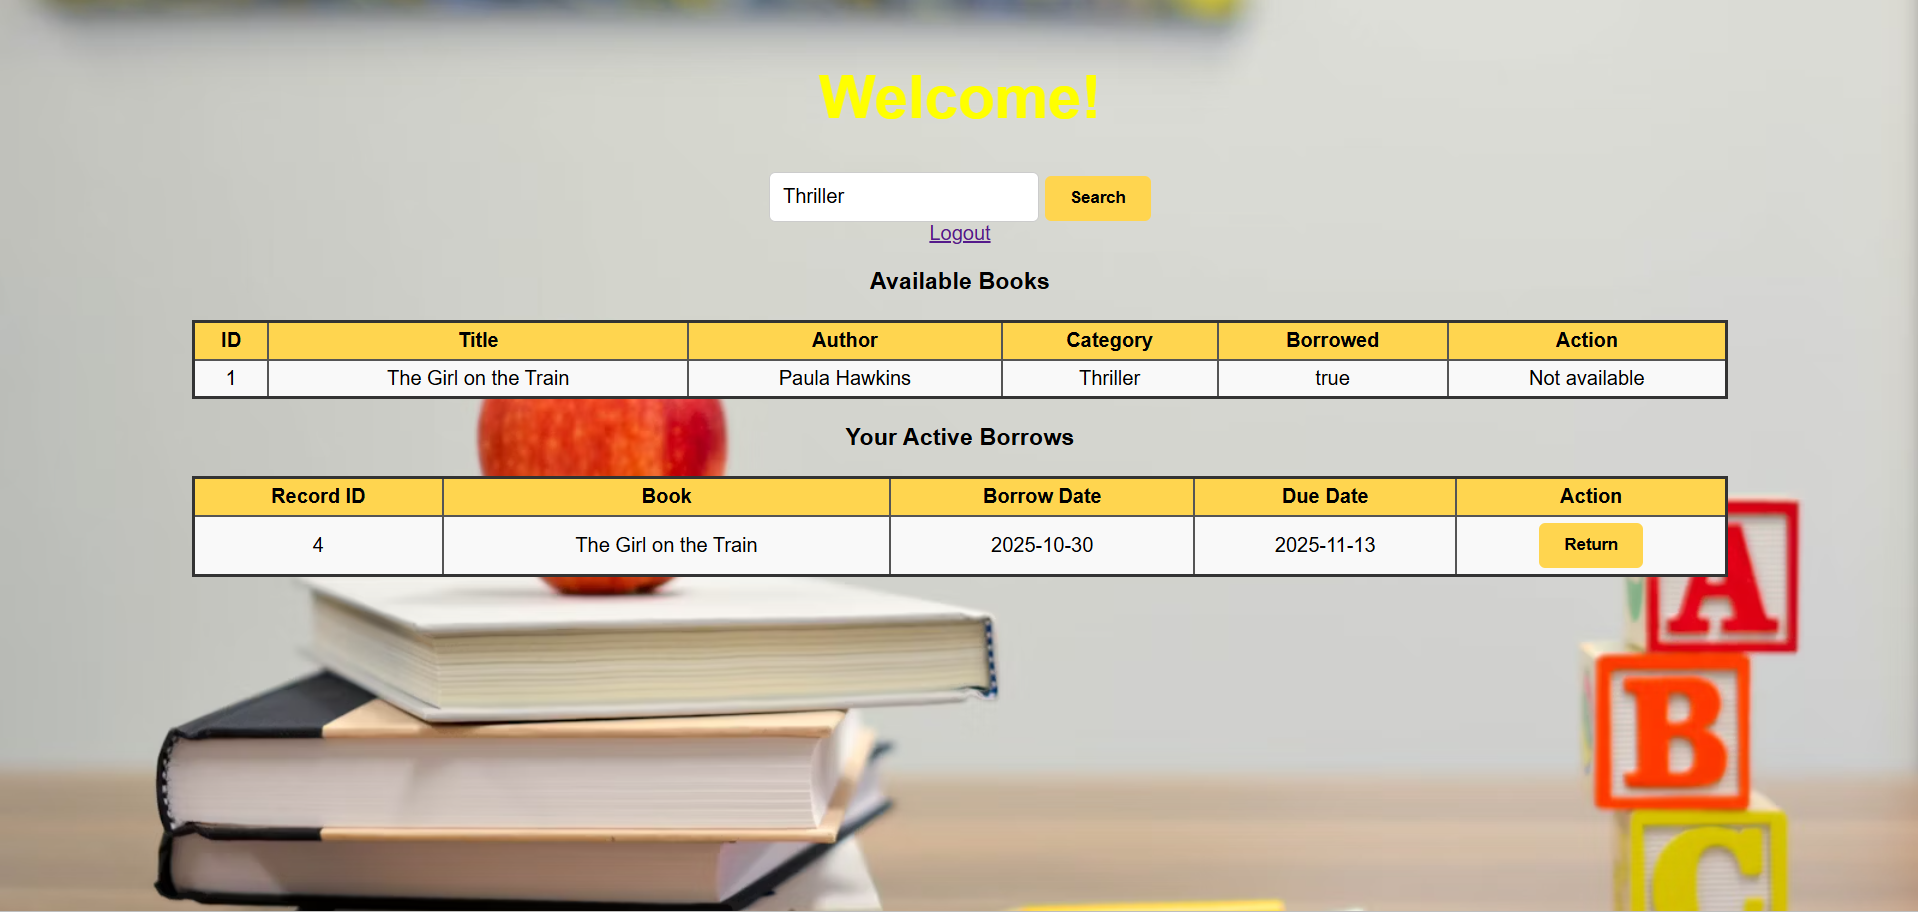 Welcome!
Thriller Search
Logout
Available Books
ID Title Author Category Borrowed Action
1 The Girl on the Train Paula Hawkins Thriller true Not available
Your Active Borrows
Record ID Book Borrow Date Due Date Action
4 The Girl on the Train 2025-10-30 2025-11-13 Return
A
B
C